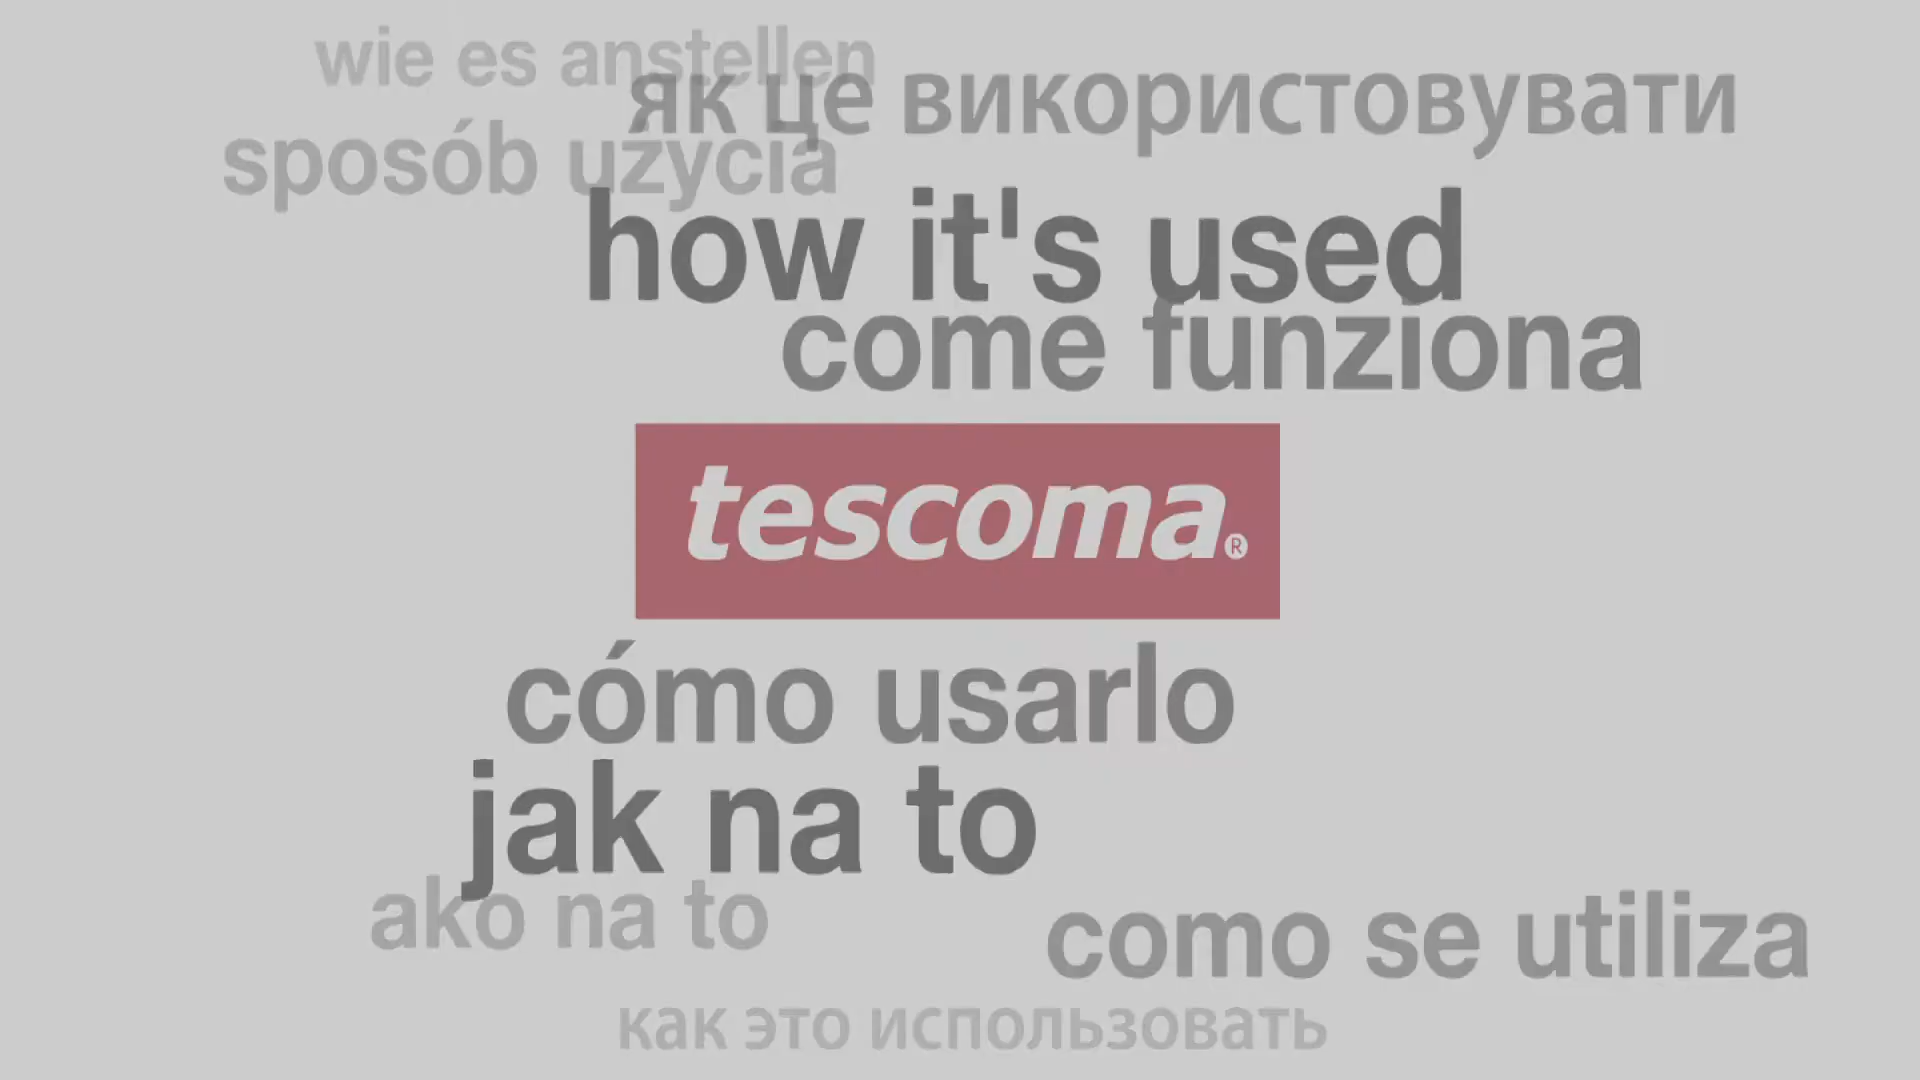 wie es anstellen
як це використовувати
sposób użycia
how it's used
come funziona
tescoma®
cómo usarlo
jak na to
ako na to
como se utiliza
как это использовать